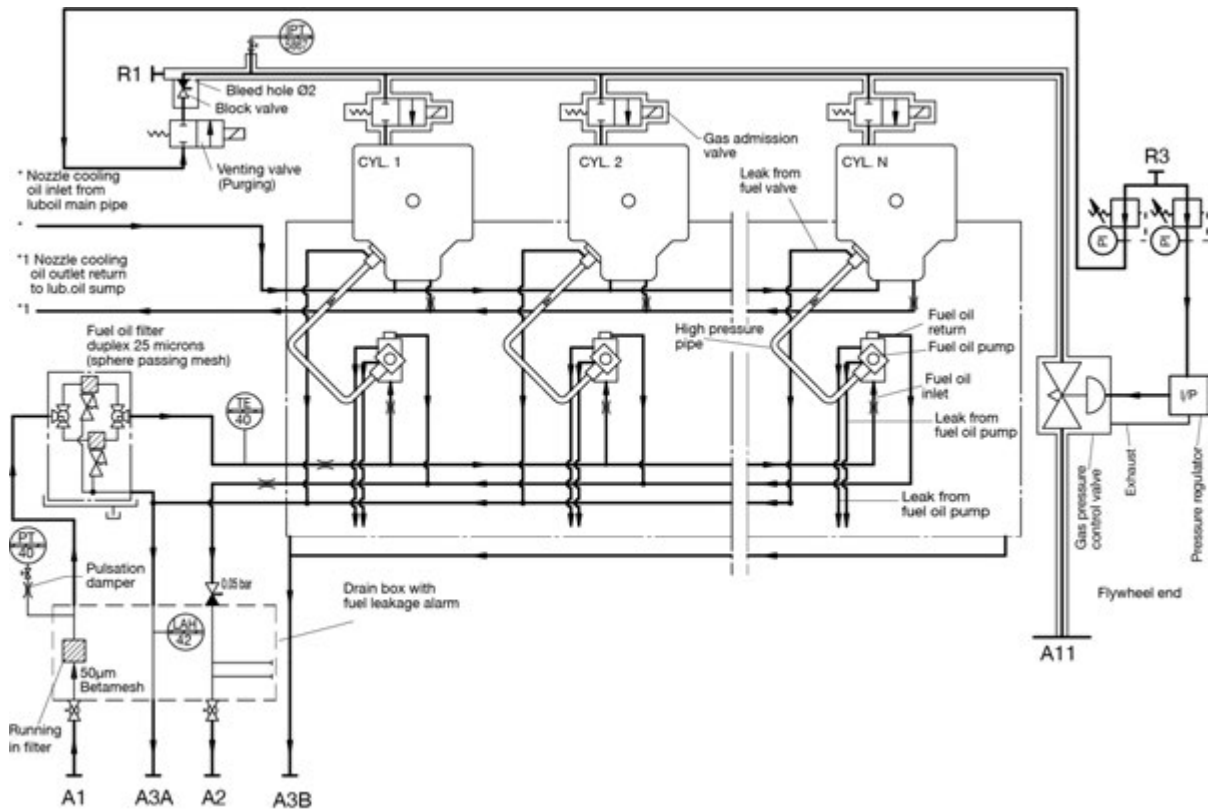 IPT
5867
R1
Bleed hole Ø2
Block valve
Venting valve
(Purging)
Gas admission
valve
CYL. 1
CYL. 2
CYL. N
Leak from
fuel valve
R3
PI
PI
* Nozzle cooling
oil inlet from
luboil main pipe
*
*1 Nozzle cooling
oil outlet return
to lub.oil sump
*1
Fuel oil filter
duplex 25 microns
(sphere passing mesh)
High pressure
pipe
Fuel oil
return
Fuel oil pump
Fuel oil
inlet
TE
40
Leak from
fuel oil pump
Leak from
fuel oil pump
I/P
Gas pressure
control valve
Exhaust
Pressure regulator
PT
40
Pulsation
damper
0.05 bar
Drain box with
fuel leakage alarm
Flywheel end
LAH
42
50µm
Betamesh
Running
in filter
A11
A1
A3A
A2
A3B